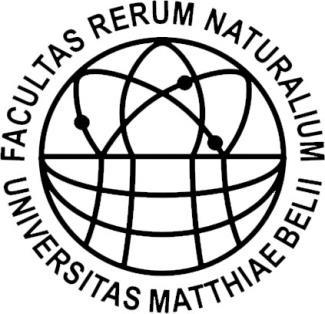 FACULTAS RERUM NATURALIUM
UNIVERSITAS MATTHIAE BELII